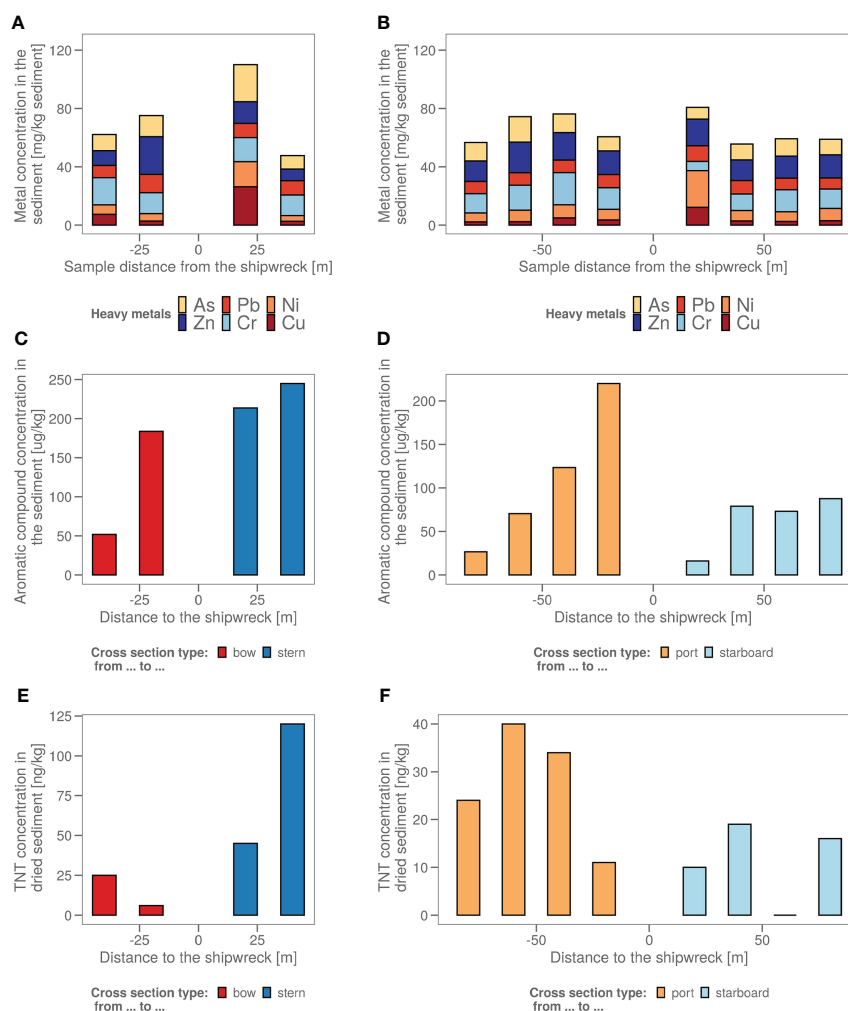 A
B
Metal concentration in the
sediment [mg/kg sediment]
120
80
40
0
-25
0
25
Sample distance from the shipwreck [m]
Metal concentration in the
sediment [mg/kg sediment]
120
80
40
0
-50
0
50
Sample distance from the shipwreck [m]
Heavy metals
As
Pb
Ni
Zn
Cr
Cu
Heavy metals
As
Pb
Ni
Zn
Cr
Cu
C
D
Aromatic compound concentration in
the sediment [ug/kg]
250
200
150
100
50
0
-25
0
25
Distance to the shipwreck [m]
Cross section type: bow stern
from ... to ...
Aromatic compound concentration in
the sediment [ug/kg]
200
150
100
50
0
-50
0
50
Distance to the shipwreck [m]
Cross section type: port starboard
from ... to ...
E
F
TNT concentration in
dried sediment [ng/kg]
125
100
75
50
25
0
-25
0
25
Distance to the shipwreck [m]
Cross section type: bow stern
from ... to ...
TNT concentration in
dried sediment [ng/kg]
40
30
20
10
0
-50
0
50
Distance to the shipwreck [m]
Cross section type: port starboard
from ... to ...